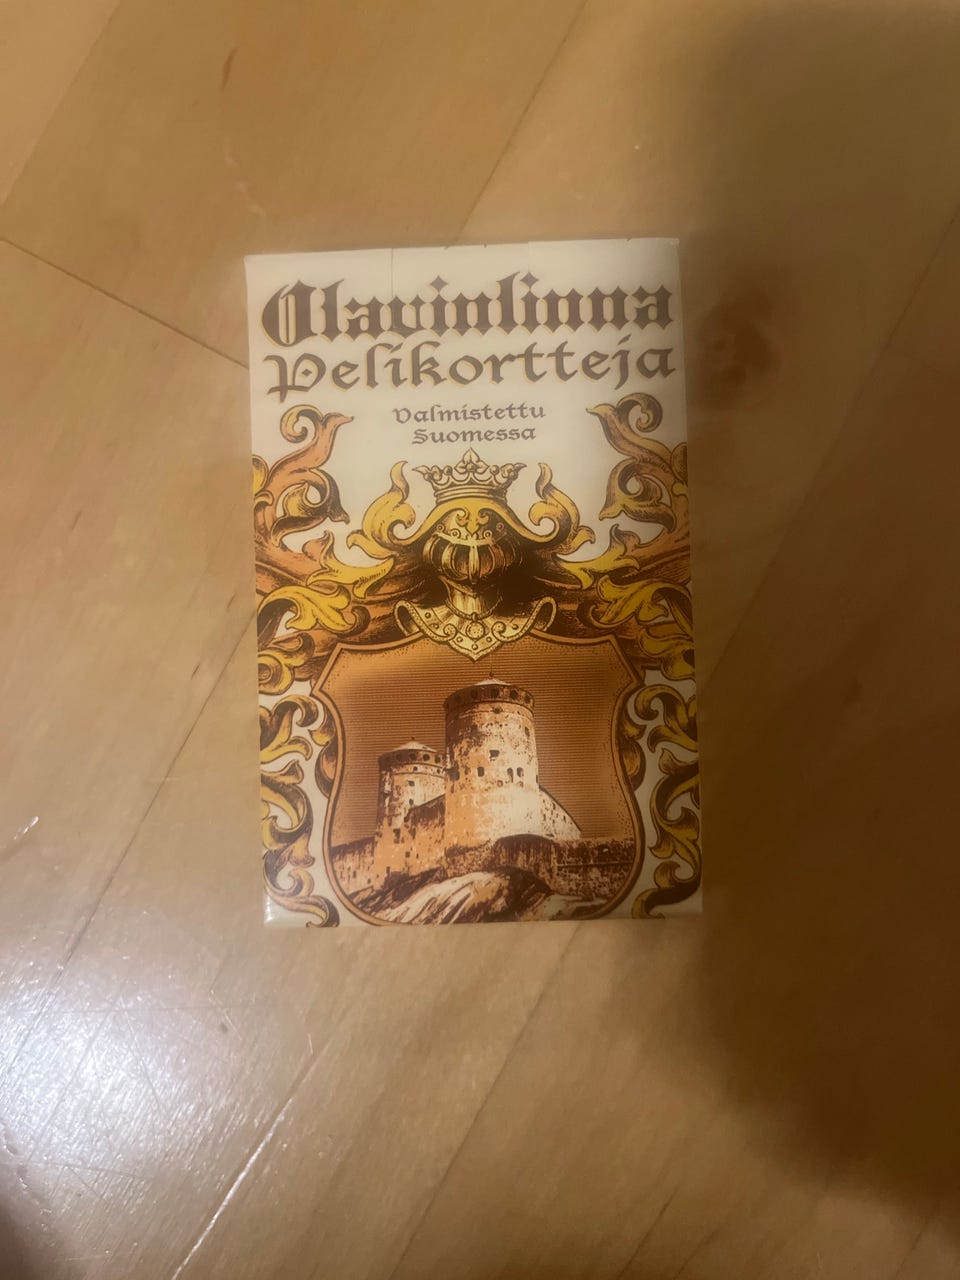 Olavinlinna
Pelikortteja
Valmistettu
Suomessa